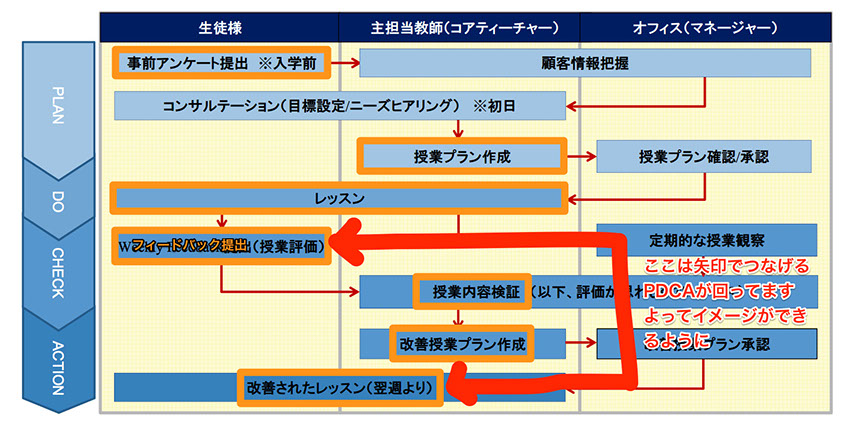 生徒様
主担当教師(コアティーチャー)
オフィス(マネージャー)
PLAN
事前アンケート提出 ※入学前
顧客情報把握
コンサルテーション(目標設定/ニーズヒアリング) ※初日
授業プラン作成
授業プラン確認/承認
DO
レッスン
CHECK
W
フィードバック提出
(授業評価)
定期的な授業観察
授業内容検証
(以下、評価が
ここは矢印でつなげる
PDCAが回ってます
よってイメージができ
るように
ACTION
改善授業プラン作成
プラン承認
改善されたレッスン(翌週より)